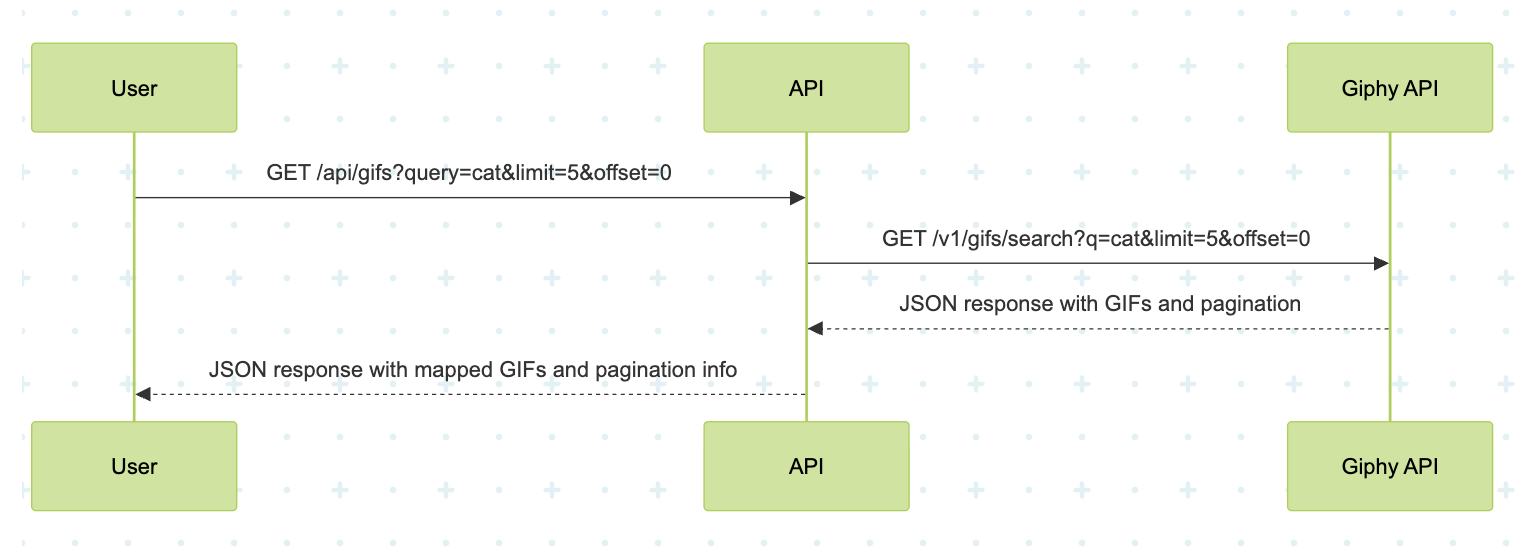 User
API
Giphy API
GET /api/gifs?query=cat&limit=5&offset=0
GET /v1/gifs/search?q=cat&limit=5&offset=0
JSON response with GIFs and pagination
JSON response with mapped GIFs and pagination info
User
API
Giphy API